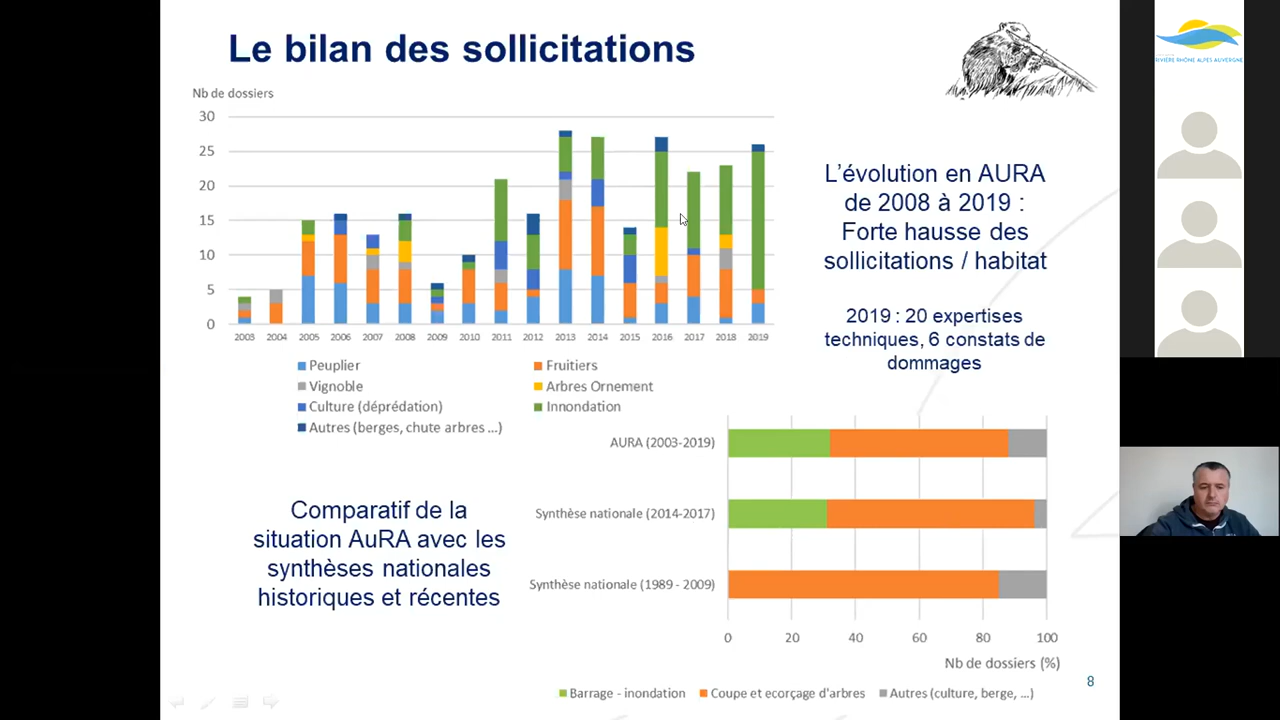 Le bilan des sollicitations
Nb de dossiers
30
25
20
15
10
5
0
2003 2004 2005 2006 2007 2008 2009 2010 2011 2012 2013 2014 2015 2016 2017 2018 2019
Peuplier
Fruitiers
Vignoble
Arbres Ornement
Culture (déprédation)
Innondation
Autres (berges, chute arbres ...)
L'évolution en AURA
de 2008 à 2019 :
Forte hausse des
sollicitations / habitat
2019 : 20 expertises
techniques, 6 constats de
dommages
Comparatif de la
situation AuRA avec les
synthèses nationales
historiques et récentes
AURA (2003-2019)
Synthèse nationale (2014-2017)
Synthèse nationale (1989 - 2009)
0 20 40 60 80 100
Nb de dossiers (%)
Barrage - inondation Coupe et ecorçage d'arbres Autres (culture, berge, ...)
8
RIVIÈRE RHÔNE ALPES AUVERGNE